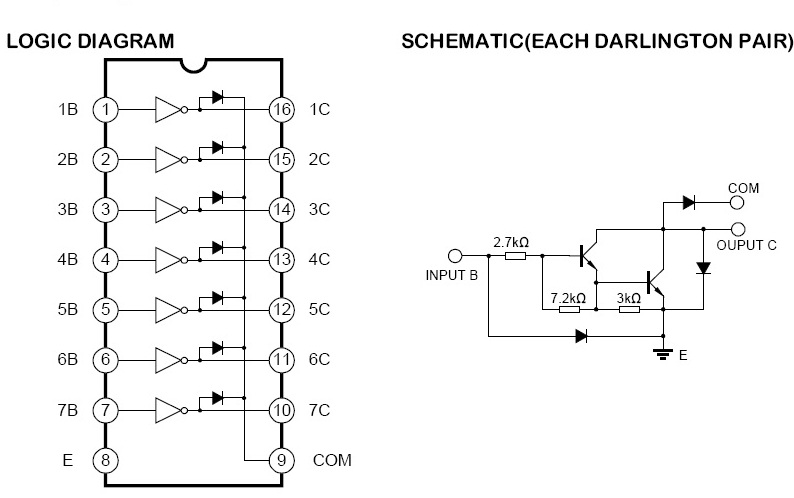 LOGIC DIAGRAM
1B 1 16 1C
2B 2 15 2C
3B 3 14 3C
4B 4 13 4C
5B 5 12 5C
6B 6 11 6C
7B 7 10 7C
E 8 9 COM
SCHEMATIC(EACH DARLINGTON PAIR)
COM
2.7kΩ
OUPUT C
INPUT B
7.2kΩ 3kΩ
E